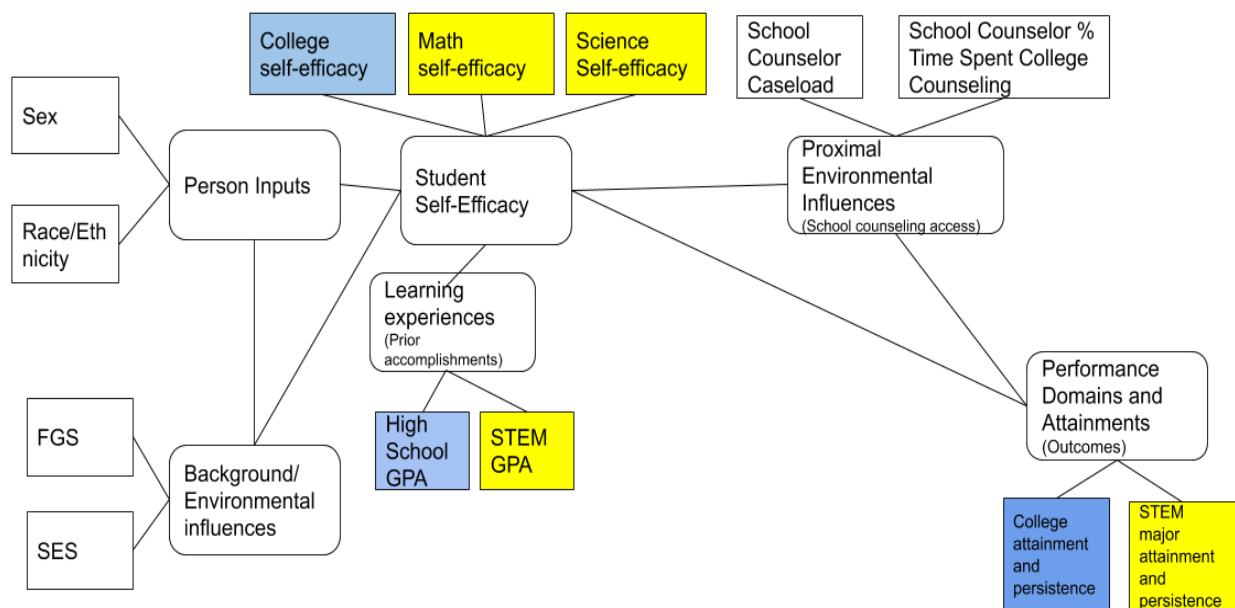 College
self-efficacy
Math
self-efficacy
Science
Self-efficacy
School
Counselor
Caseload
School Counselor %
Time Spent College
Counseling
Sex
Race/Eth
nicity
Person Inputs
Student
Self-Efficacy
Proximal
Environmental
Influences
(School counseling access)
Learning
experiences
(Prior
accomplishments)
High
School
GPA
STEM
GPA
FGS
SES
Background/
Environmental
influences
Performance
Domains and
Attainments
(Outcomes)
College
attainment
and
persistence
STEM
major
attainment
and
persistence